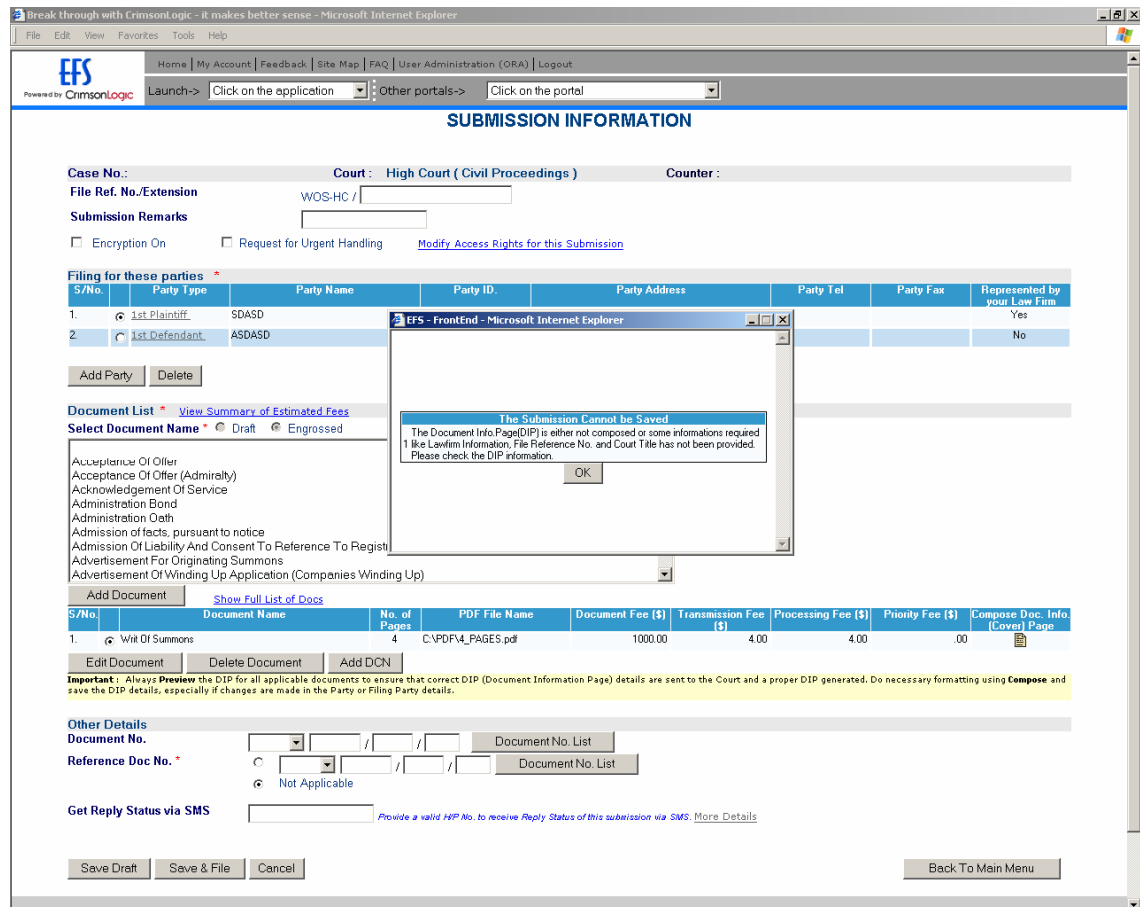 Break through with CrimsonLogic - it makes better sense - Microsoft Internet Explorer
File Edit View Favorites Tools Help
EFS
Powered by CrimsonLogic
Home | My Account | Feedback | Site Map | FAQ | User Administration (ORA) | Logout
Launch-> Click on the application Other portals-> Click on the portal
SUBMISSION INFORMATION
Case No.: Court : High Court ( Civil Proceedings ) Counter :
File Ref. No./Extension WOS-HC /
Submission Remarks
Encryption On Request for Urgent Handling Modify Access Rights for this Submission
Filing for these parties *
S/No. Party Type Party Name Party ID. Party Address Party Tel Party Fax Represented by your Law Firm
1. 1st Plaintiff SDASD Yes
2. 1st Defendant ASDASD No
EFS - FrontEnd - Microsoft Internet Explorer
The Submission Cannot be Saved
The Document Info.Page(DIP) is either not composed or some informations required
1 like Lawfirm Information, File Reference No. and Court Title has not been provided.
Please check the DIP information.
OK
Add Party Delete
Document List * View Summary of Estimated Fees
Select Document Name * Draft Engrossed
Acceptance Of Offer
Acceptance Of Offer (Admiralty)
Acknowledgement Of Service
Administration Bond
Administration Oath
Admission of facts, pursuant to notice
Admission Of Liability And Consent To Reference To Regist
Advertisement For Originating Summons
Advertisement Of Winding Up Application (Companies Winding Up)
Add Document Show Full List of Docs
S/No. Document Name No. of Pages PDF File Name Document Fee ($) Transmission Fee ($) Processing Fee ($) Priority Fee ($) Compose Doc. Info. (Cover) Page
1. Writ Of Summons 4 C:\PDF\4_PAGES.pdf 1000.00 4.00 4.00 .00
Edit Document Delete Document Add DCN
Important : Always Preview the DIP for all applicable documents to ensure that correct DIP (Document Information Page) details are sent to the Court and a proper DIP generated. Do necessary formatting using Compose and
save the DIP details, especially if changes are made in the Party or Filing Party details.
Other Details
Document No. / / / Document No. List
Reference Doc No. * / / / Document No. List
Not Applicable
Get Reply Status via SMS Provide a valid H/P No. to receive Reply Status of this submission via SMS. More Details
Save Draft Save & File Cancel Back To Main Menu